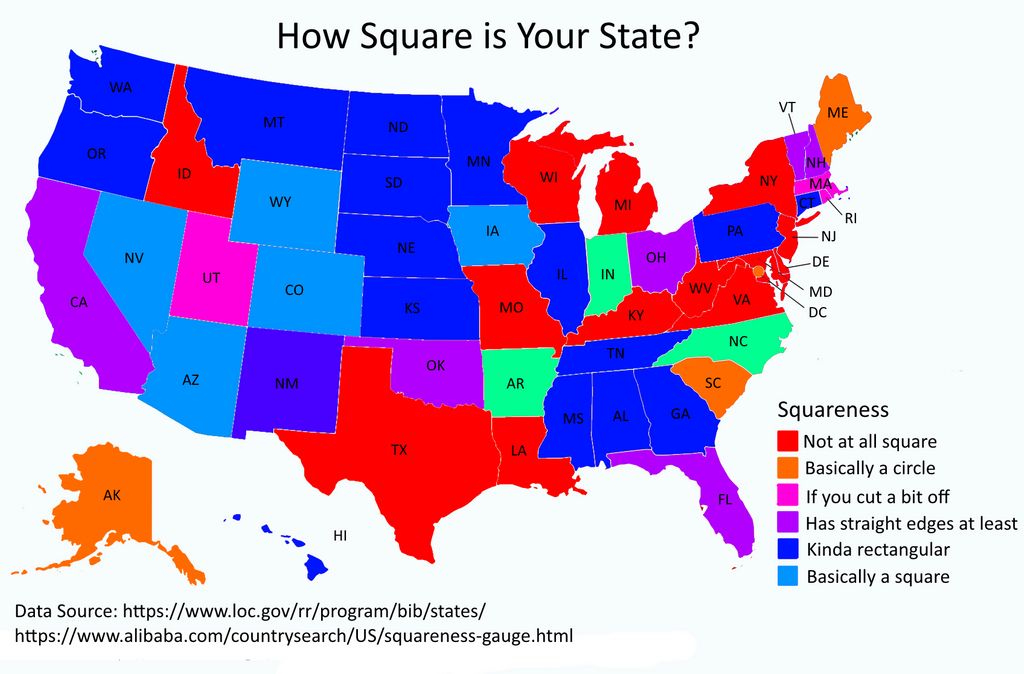 How Square is Your State?
WA
OR
ID
MT
ND
MN
SD
WY
NV
UT
CO
CA
AZ
NM
NE
KS
OK
TX
IA
WI
IL
MO
AR
LA
MS
AL
GA
TN
KY
IN
OH
MI
WV
VA
NC
SC
FL
PA
NY
VT
NH
ME
MA
CT
RI
NJ
DE
MD
DC
AK
HI
Squareness
Not at all square
Basically a circle
If you cut a bit off
Has straight edges at least
Kinda rectangular
Basically a square
Data Source: https://www.loc.gov/rr/program/bib/states/
https://www.alibaba.com/countrysearch/US/squareness-gauge.html